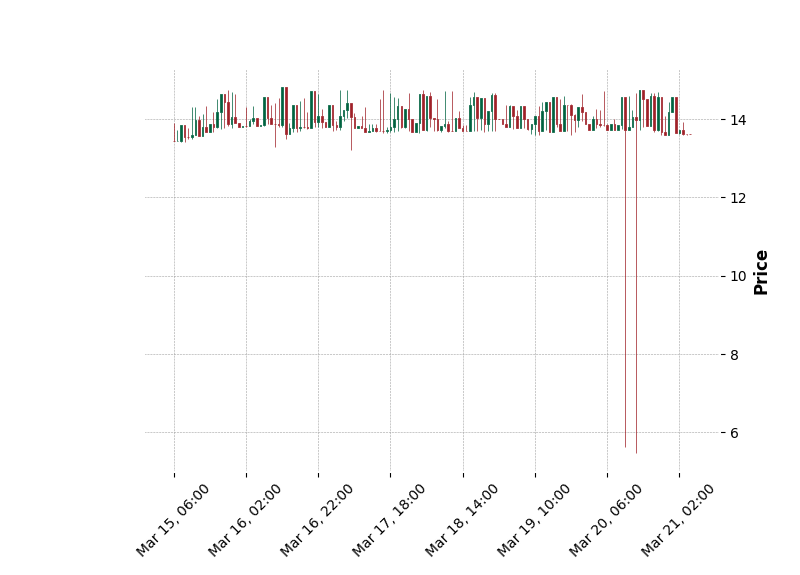 14
12
10
8
6
Price
Mar 15, 06:00
Mar 16, 02:00
Mar 16, 22:00
Mar 17, 18:00
Mar 18, 14:00
Mar 19, 10:00
Mar 20, 06:00
Mar 21, 02:00